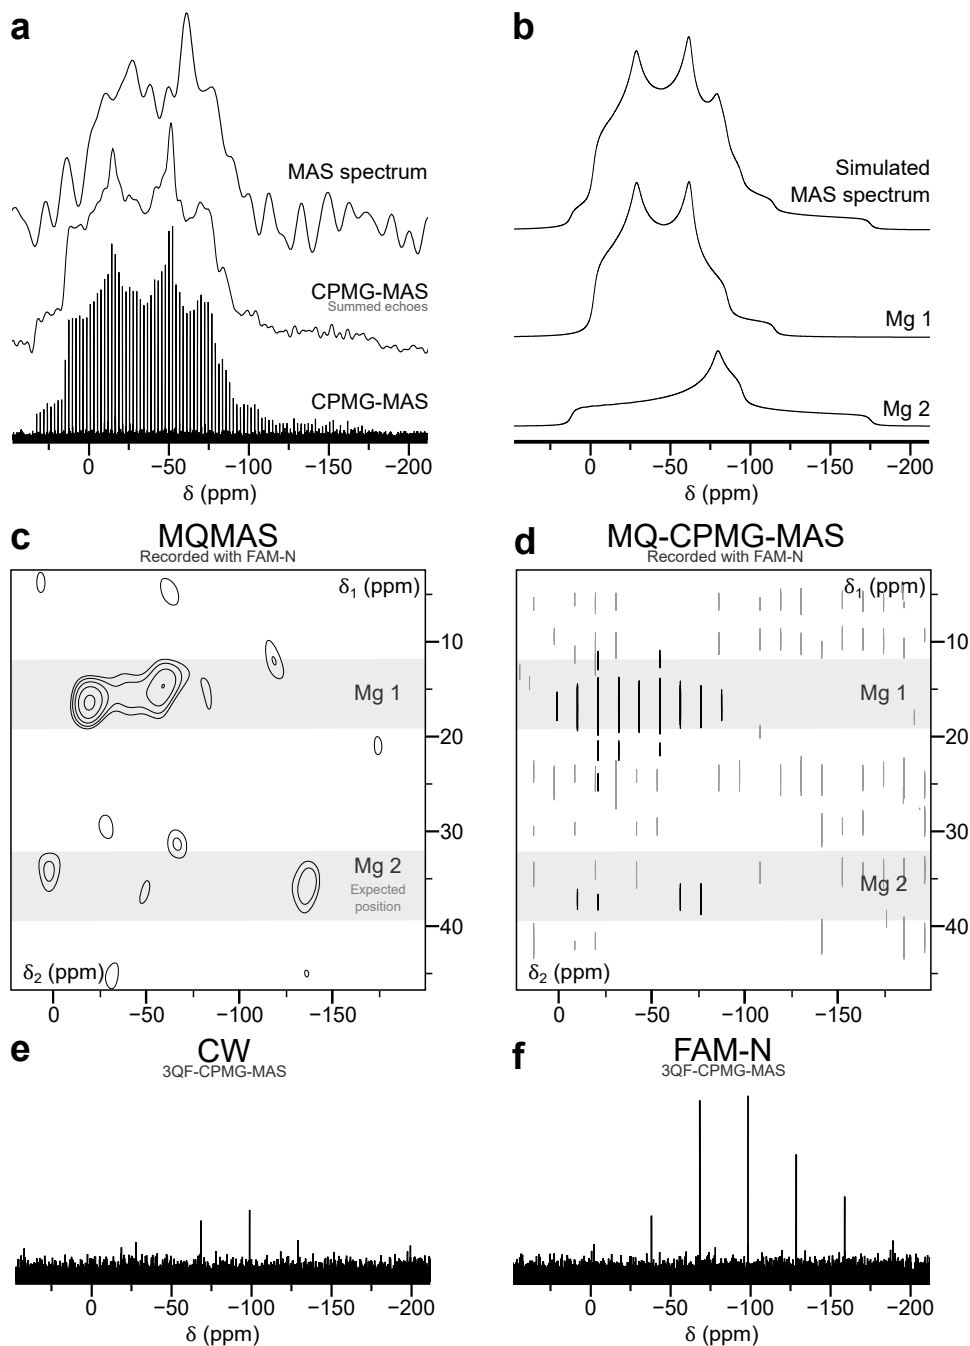 a
MAS spectrum
CPMG-MAS
Summed echoes
CPMG-MAS
0 −50 −100 −150 −200
δ (ppm)
b
Simulated
MAS spectrum
Mg 1
Mg 2
0 −50 −100 −150 −200
δ (ppm)
c
MQMAS
Recorded with FAM-N
δ1 (ppm)
−10
Mg 1
−20
−30
Mg 2
Expected
position
−40
δ2 (ppm)
0 −50 −100 −150
d
MQ-CPMG-MAS
Recorded with FAM-N
δ1 (ppm)
−10
Mg 1
−20
−30
Mg 2
−40
δ2 (ppm)
0 −50 −100 −150
e
CW
3QF-CPMG-MAS
0 −50 −100 −150 −200
δ (ppm)
f
FAM-N
3QF-CPMG-MAS
0 −50 −100 −150 −200
δ (ppm)